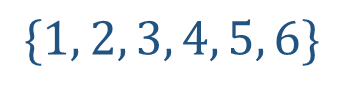 {1, 2, 3, 4, 5, 6}